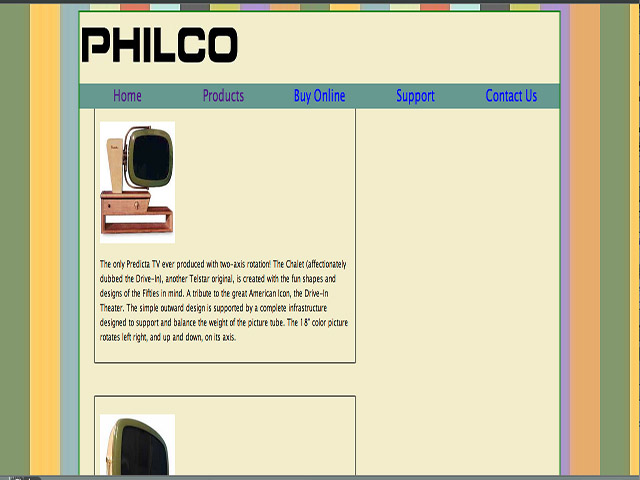 PHILCO
Home Products Buy Online Support Contact Us
The only Predicta TV ever produced with two-axis rotation! The Chalet (affectionately
dubbed the Drive-In), another Telstar original, is created with the fun shapes and
designs of the Fifties in mind. A tribute to the great American Icon, the Drive-In
Theater. The simple outward design is supported by a complete infrastructure
designed to support and balance the weight of the picture tube. The 18" color picture
rotates left right, and up and down, on its axis.